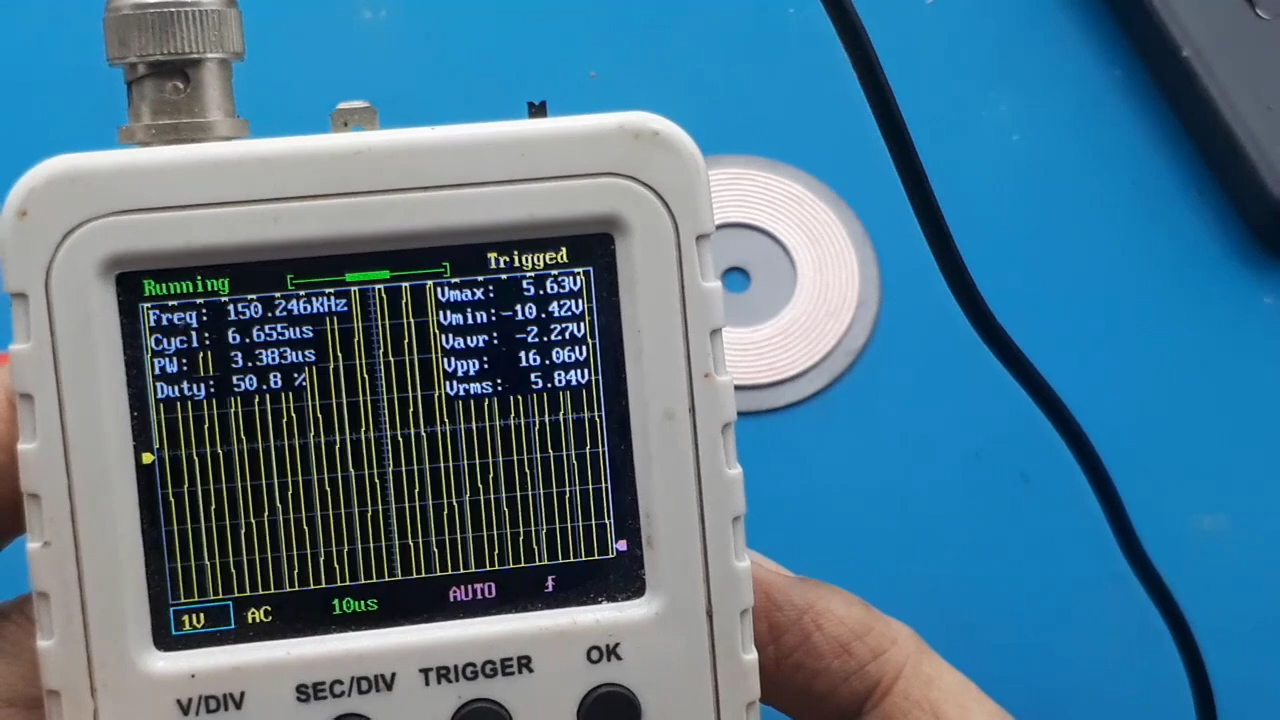 Running
Trigged
Freq: 150.246KHz
Cycl: 6.655us
PW: 3.383us
Duty: 50.8 %
Vmax: 5.63V
Vmin:-10.42V
Vavr: -2.27V
Vpp: 16.06V
Vrms: 5.84V
1V AC 10us AUTO
V/DIV SEC/DIV TRIGGER OK